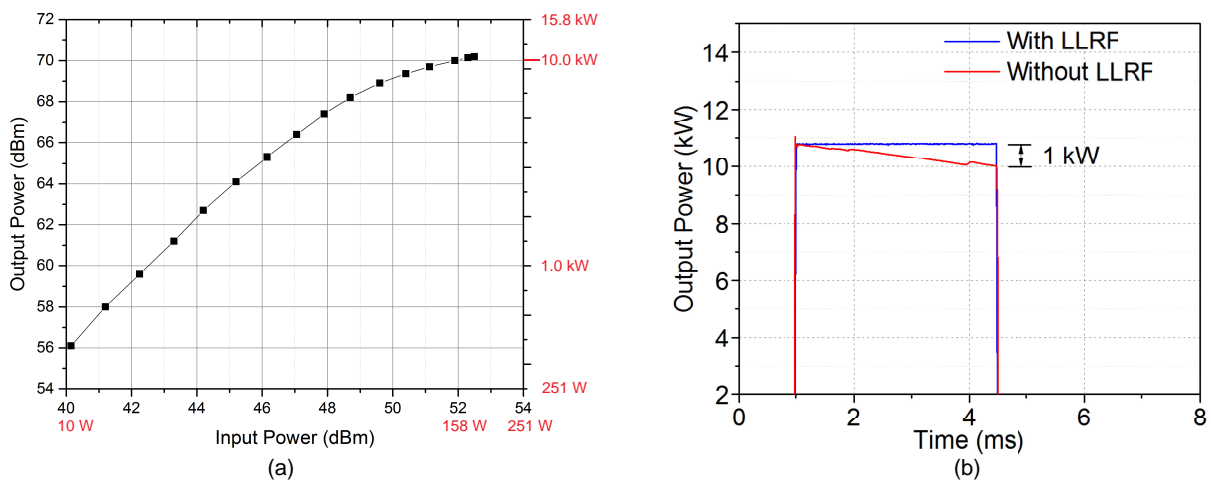 72
70
68
66
64
62
60
58
56
54
Output Power (dBm)
15.8 kW
10.0 kW
1.0 kW
251 W
40 42 44 46 48 50 52 54
10 W 158 W 251 W
Input Power (dBm)
(a)
With LLRF
Without LLRF
14
12
10
8
6
4
2
Output Power (kW)
1 kW
0 2 4 6 8
Time (ms)
(b)